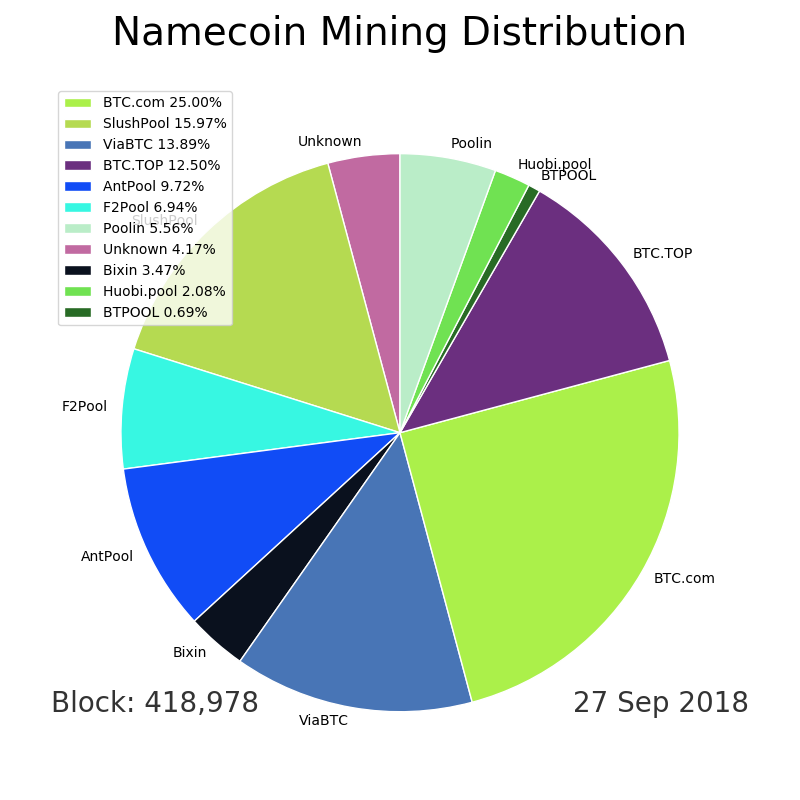 Namecoin Mining Distribution
BTC.com 25.00%
SlushPool 15.97%
ViaBTC 13.89%
BTC.TOP 12.50%
AntPool 9.72%
F2Pool 6.94%
Poolin 5.56%
Unknown 4.17%
Bixin 3.47%
Huobi.pool 2.08%
BTPOOL 0.69%
Unknown
Poolin
Huobi.pool
BTPOOL
SlushPool
BTC.TOP
F2Pool
AntPool
BTC.com
Bixin
ViaBTC
Block: 418,978
27 Sep 2018